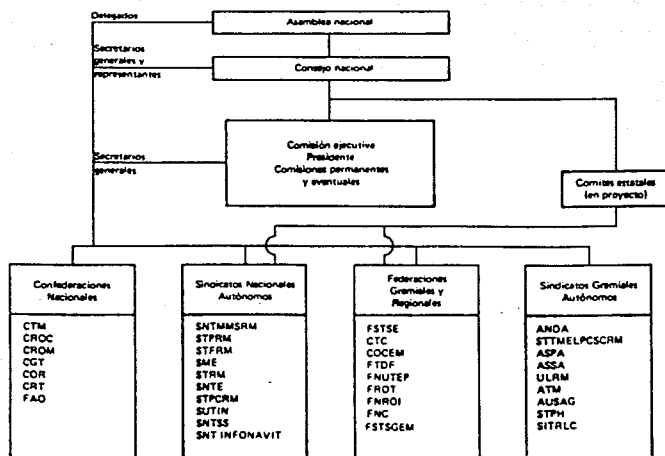 Delegados
Asamblea nacional
Secretarios
generales y
representantes
Consejo nacional
Comisión ejecutiva
Presidente
Comisiones permanentes
y eventuales
Secretarios
generales
Comites estatales
(en proyecto)
Confederaciones
Nacionales
CTM
CROC
CROM
CGT
COR
CRT
FAO
Sindicatos Nacionales
Autónomos
SNTMMSRM
STPRM
STFRM
SME
STRM
SNTE
STPCRM
SUTIN
SNTSS
SNT INFONAVIT
Federaciones
Gremiales y
Regionales
FSTSE
CTC
COCEM
FTDF
FNUTEP
FROT
FNROI
FNC
FSTSGEM
Sindicatos Gremiales
Autónomos
ANDA
STTMELPCSCRM
ASPA
ASSA
ULRM
ATM
AUSAG
STPH
SITRLC